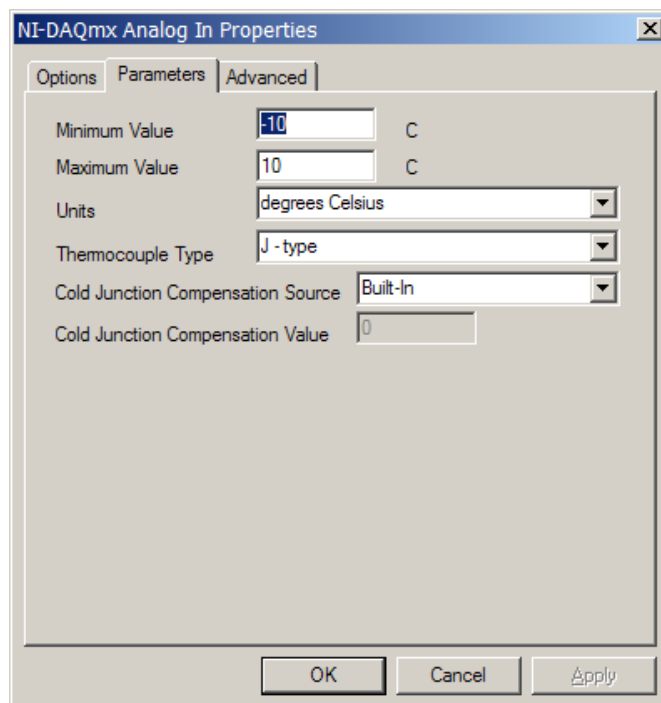 NI-DAQmx Analog In Properties
Options Parameters Advanced
Minimum Value -10 C
Maximum Value 10 C
Units degrees Celsius
Thermocouple Type J - type
Cold Junction Compensation Source Built-In
Cold Junction Compensation Value 0
OK Cancel Apply